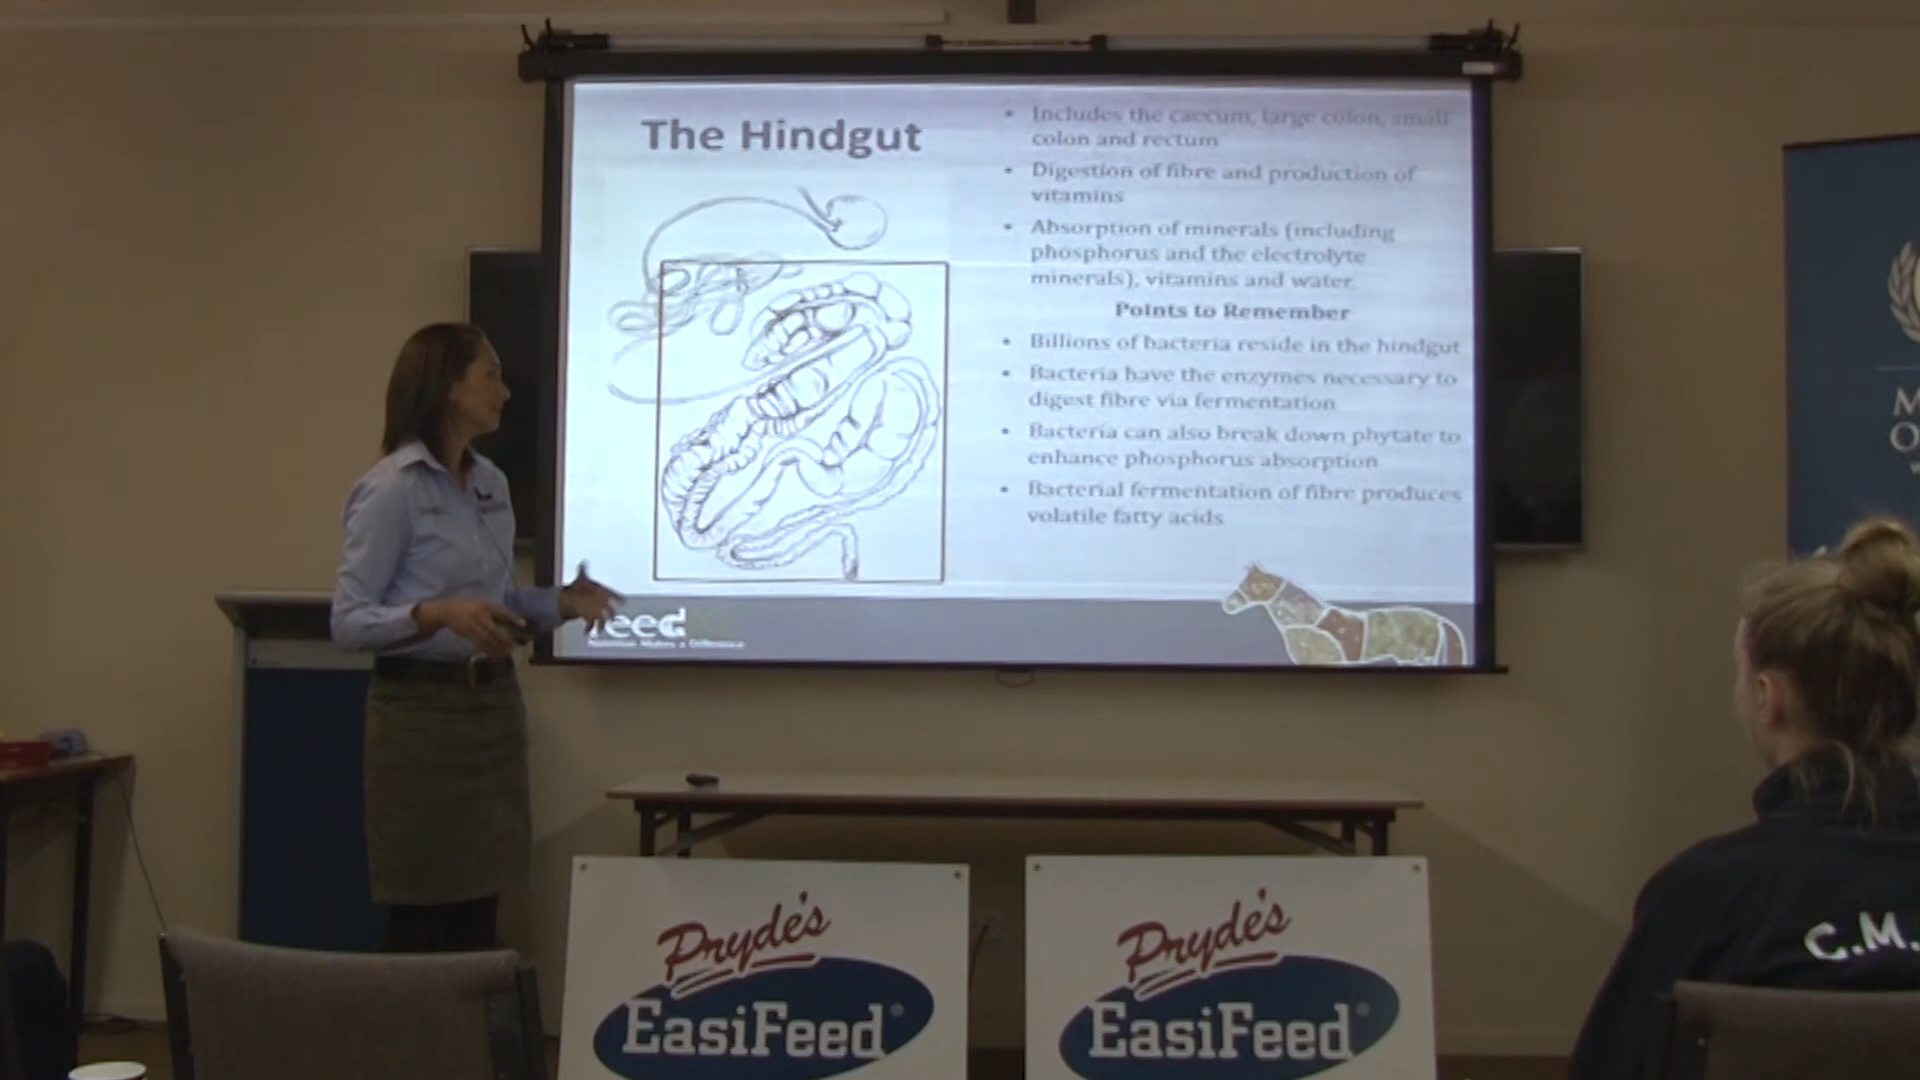 The Hindgut
• Includes the caecum, large colon, small
colon and rectum
• Digestion of fibre and production of
vitamins
• Absorption of minerals (including
phosphorus and the electrolyte
minerals), vitamins and water
Points to Remember
• Billions of bacteria reside in the hindgut
• Bacteria have the enzymes necessary to
digest fibre via fermentation
• Bacteria can also break down phytate to
enhance phosphorus absorption
• Bacterial fermentation of fibre produces
volatile fatty acids
feed
Nutrition Makes a Difference
M
O
W
C.M.
Pryde's
EasiFeed®
Pryde's
EasiFeed®